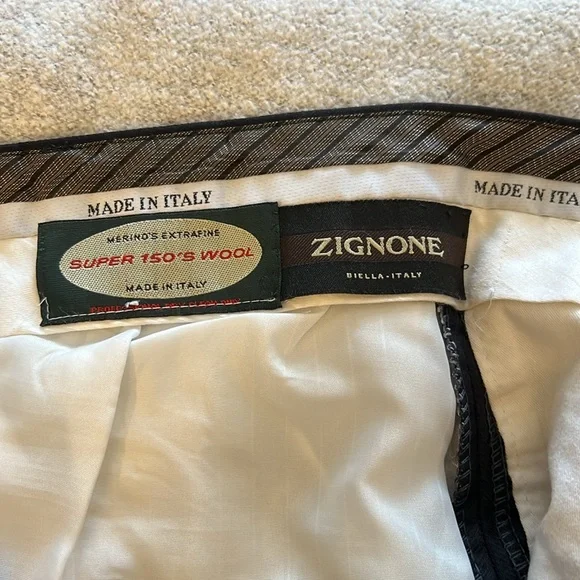 MADE IN ITALY
MADE IN ITA
MERINO'S EXTRAFINE
SUPER 150'S WOOL
MADE IN ITALY
ZIGNONE
BIELLA-ITALY